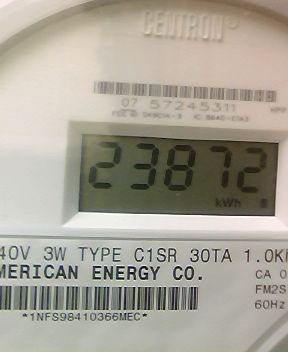 CENTRON®
07 57245311
23872
kWh
40V 3W TYPE C1SR 30TA 1.0K
MERICAN ENERGY CO.
CA 0
FM2S
60Hz
*1NFS98410366MEC*